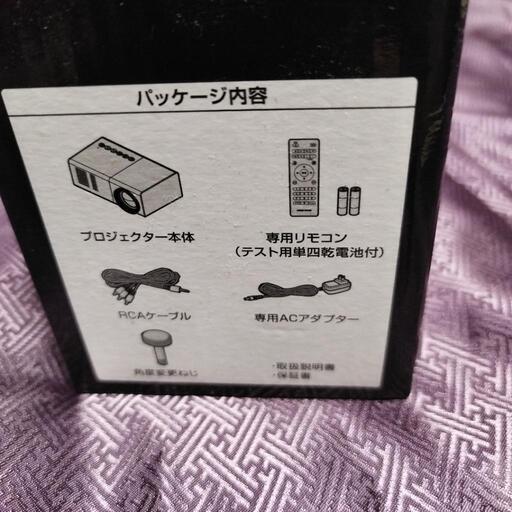 パッケージ内容
プロジェクター本体
専用リモコン
(テスト用単四乾電池付)
RCAケーブル
専用ACアダプター
角度変更ねじ
・取扱説明書
・保証書